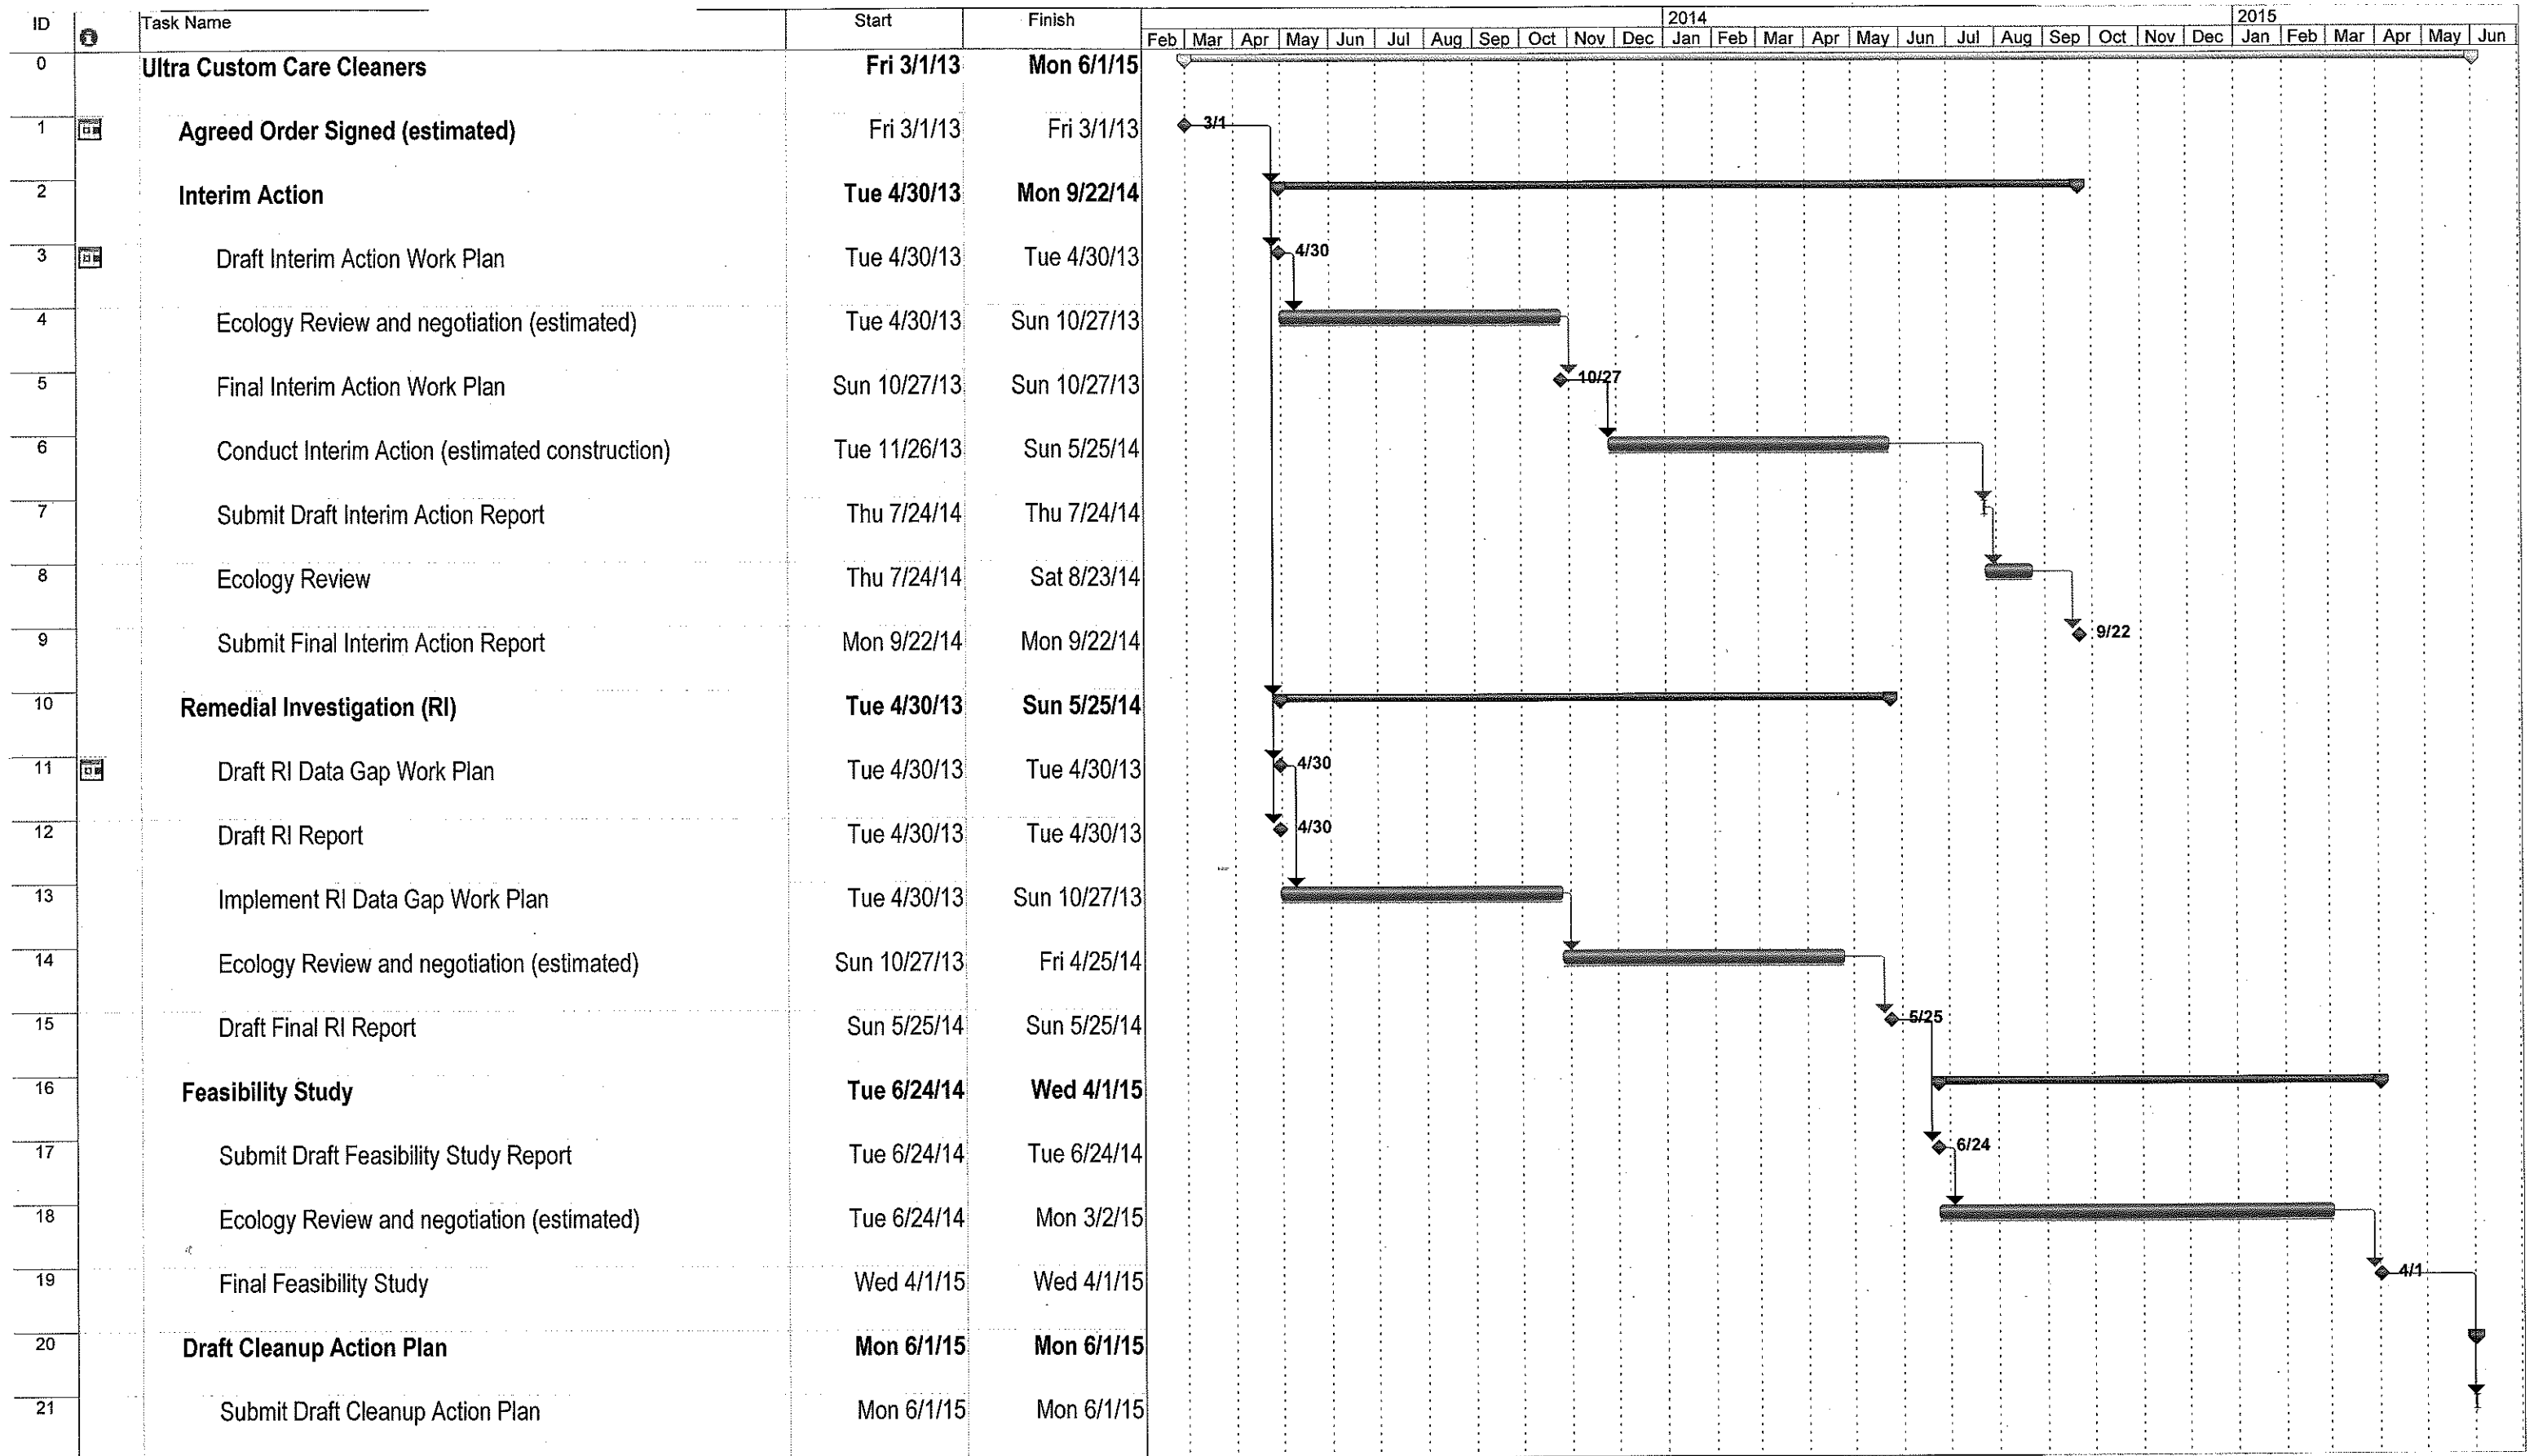 ID Task Name Start Finish 2014 2015
Feb Mar Apr May Jun Jul Aug Sep Oct Nov Dec Jan Feb Mar Apr May Jun Jul Aug Sep Oct Nov Dec Jan Feb Mar Apr May Jun
0 Ultra Custom Care Cleaners Fri 3/1/13 Mon 6/1/15
1 Agreed Order Signed (estimated) Fri 3/1/13 Fri 3/1/13 3/1
2 Interim Action Tue 4/30/13 Mon 9/22/14
3 Draft Interim Action Work Plan Tue 4/30/13 Tue 4/30/13 4/30
4 Ecology Review and negotiation (estimated) Tue 4/30/13 Sun 10/27/13
5 Final Interim Action Work Plan Sun 10/27/13 Sun 10/27/13 10/27
6 Conduct Interim Action (estimated construction) Tue 11/26/13 Sun 5/25/14
7 Submit Draft Interim Action Report Thu 7/24/14 Thu 7/24/14
8 Ecology Review Thu 7/24/14 Sat 8/23/14
9 Submit Final Interim Action Report Mon 9/22/14 Mon 9/22/14 9/22
10 Remedial Investigation (RI) Tue 4/30/13 Sun 5/25/14
11 Draft RI Data Gap Work Plan Tue 4/30/13 Tue 4/30/13 4/30
12 Draft RI Report Tue 4/30/13 Tue 4/30/13 4/30
13 Implement RI Data Gap Work Plan Tue 4/30/13 Sun 10/27/13
14 Ecology Review and negotiation (estimated) Sun 10/27/13 Fri 4/25/14
15 Draft Final RI Report Sun 5/25/14 Sun 5/25/14 5/25
16 Feasibility Study Tue 6/24/14 Wed 4/1/15
17 Submit Draft Feasibility Study Report Tue 6/24/14 Tue 6/24/14 6/24
18 Ecology Review and negotiation (estimated) Tue 6/24/14 Mon 3/2/15
19 Final Feasibility Study Wed 4/1/15 Wed 4/1/15 4/1
20 Draft Cleanup Action Plan Mon 6/1/15 Mon 6/1/15
21 Submit Draft Cleanup Action Plan Mon 6/1/15 Mon 6/1/15